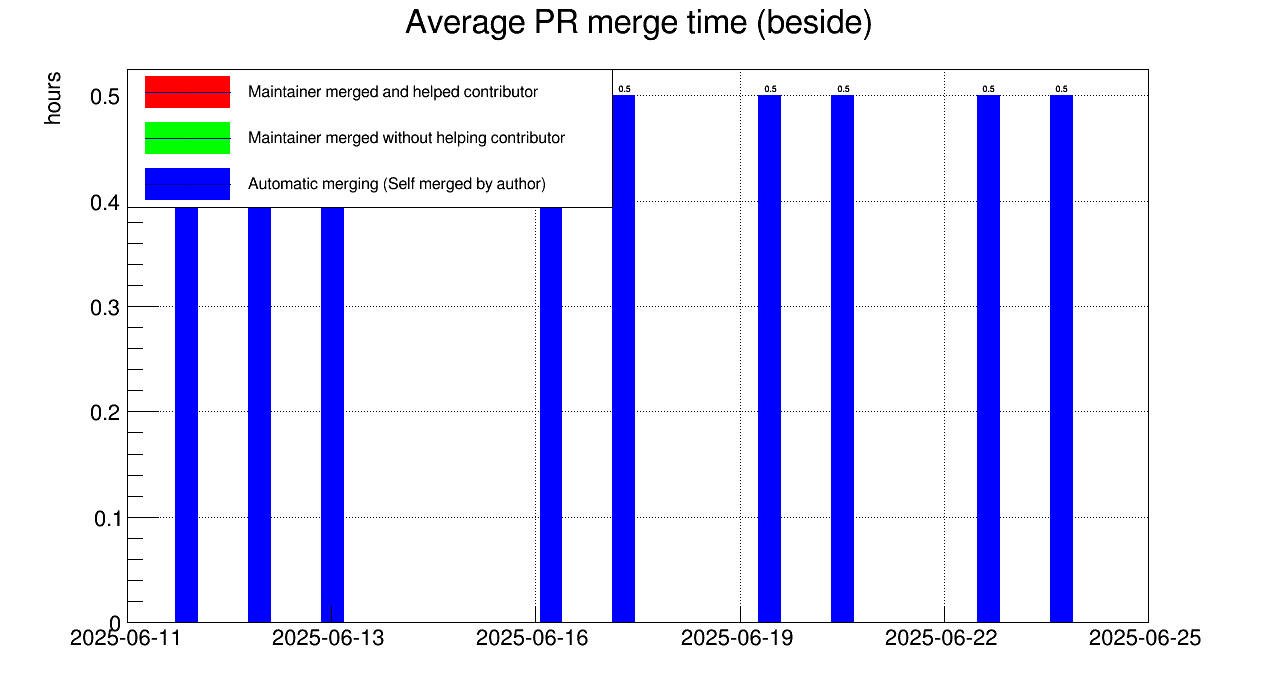 Average PR merge time (beside)
hours
Maintainer merged and helped contributor
Maintainer merged without helping contributor
Automatic merging (Self merged by author)
0.5 0.5 0.5 0.5 0.5
0.5
0.4
0.3
0.2
0.1
0
2025-06-11 2025-06-13 2025-06-16 2025-06-19 2025-06-22 2025-06-25